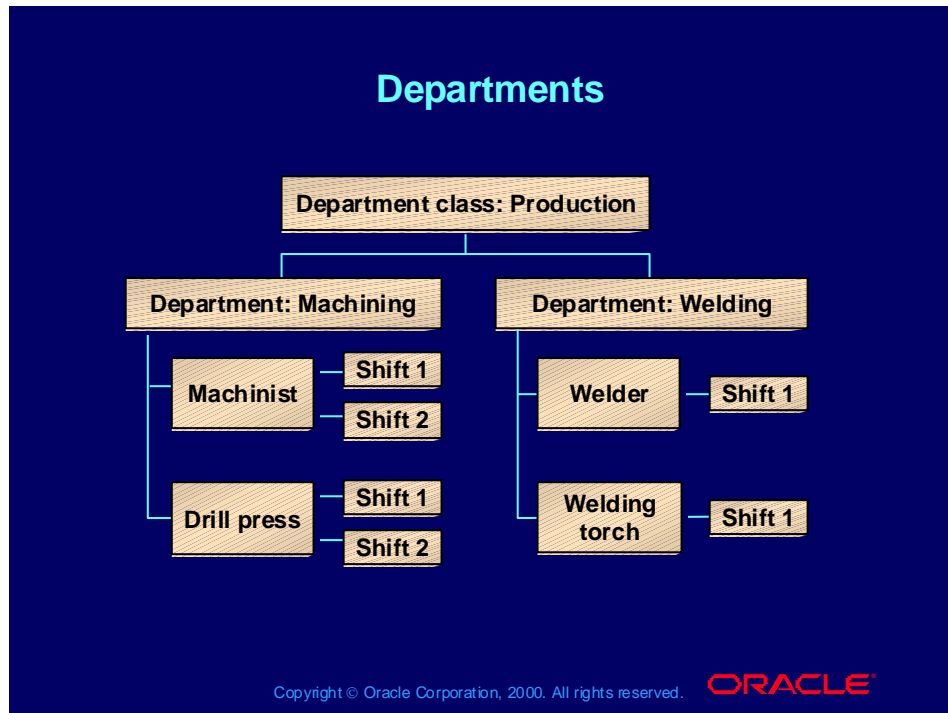 Departments
Department class: Production
Department: Machining
Department: Welding
Machinist
Shift 1
Shift 2
Drill press
Shift 1
Shift 2
Welder
Shift 1
Welding
torch
Shift 1
Copyright © Oracle Corporation, 2000. All rights reserved.
ORACLE®